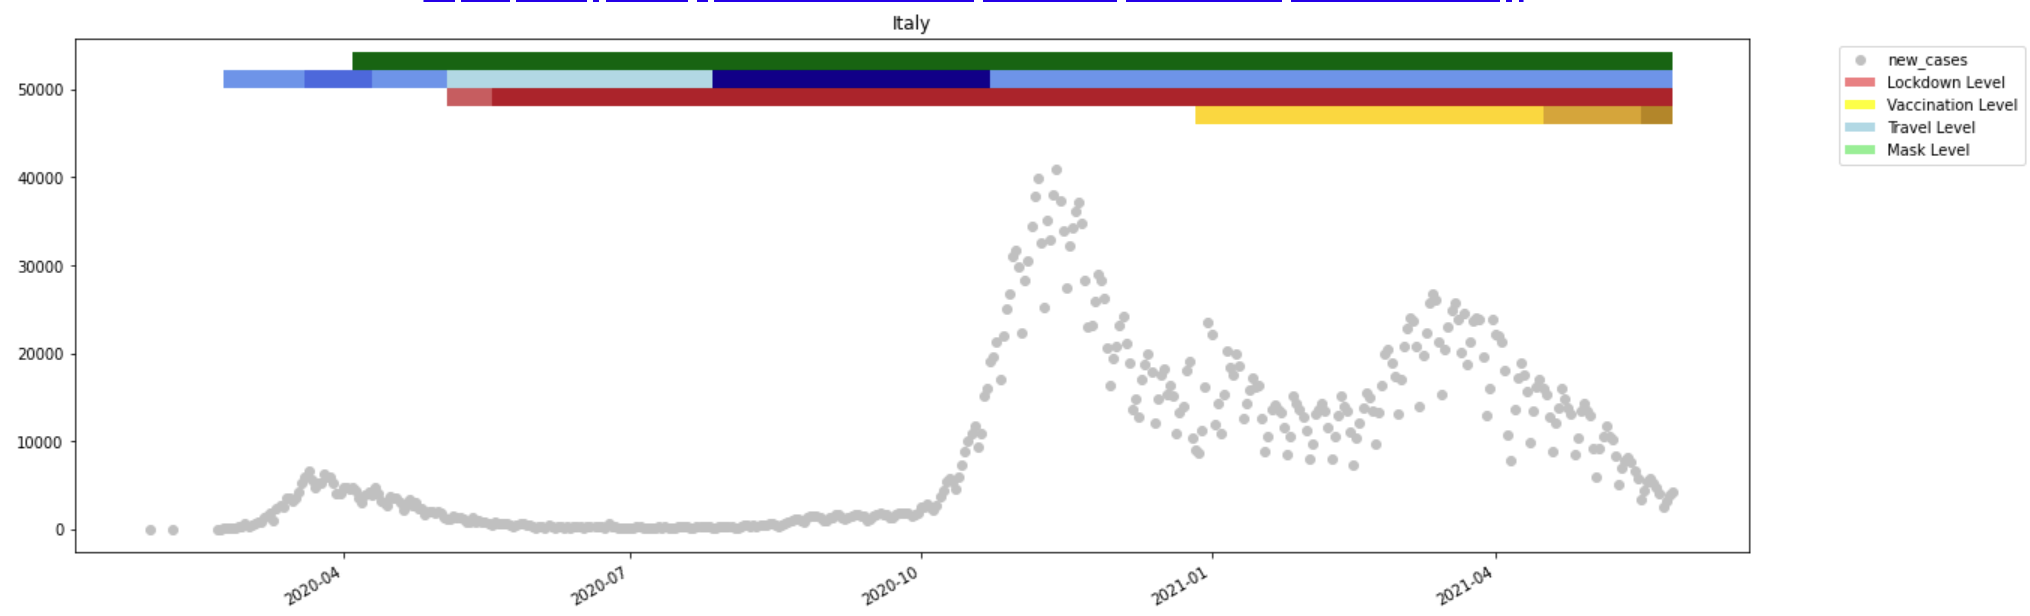 Italy
50000
40000
30000
20000
10000
0
2020-04
2020-07
2020-10
2021-01
2021-04
new_cases
Lockdown Level
Vaccination Level
Travel Level
Mask Level